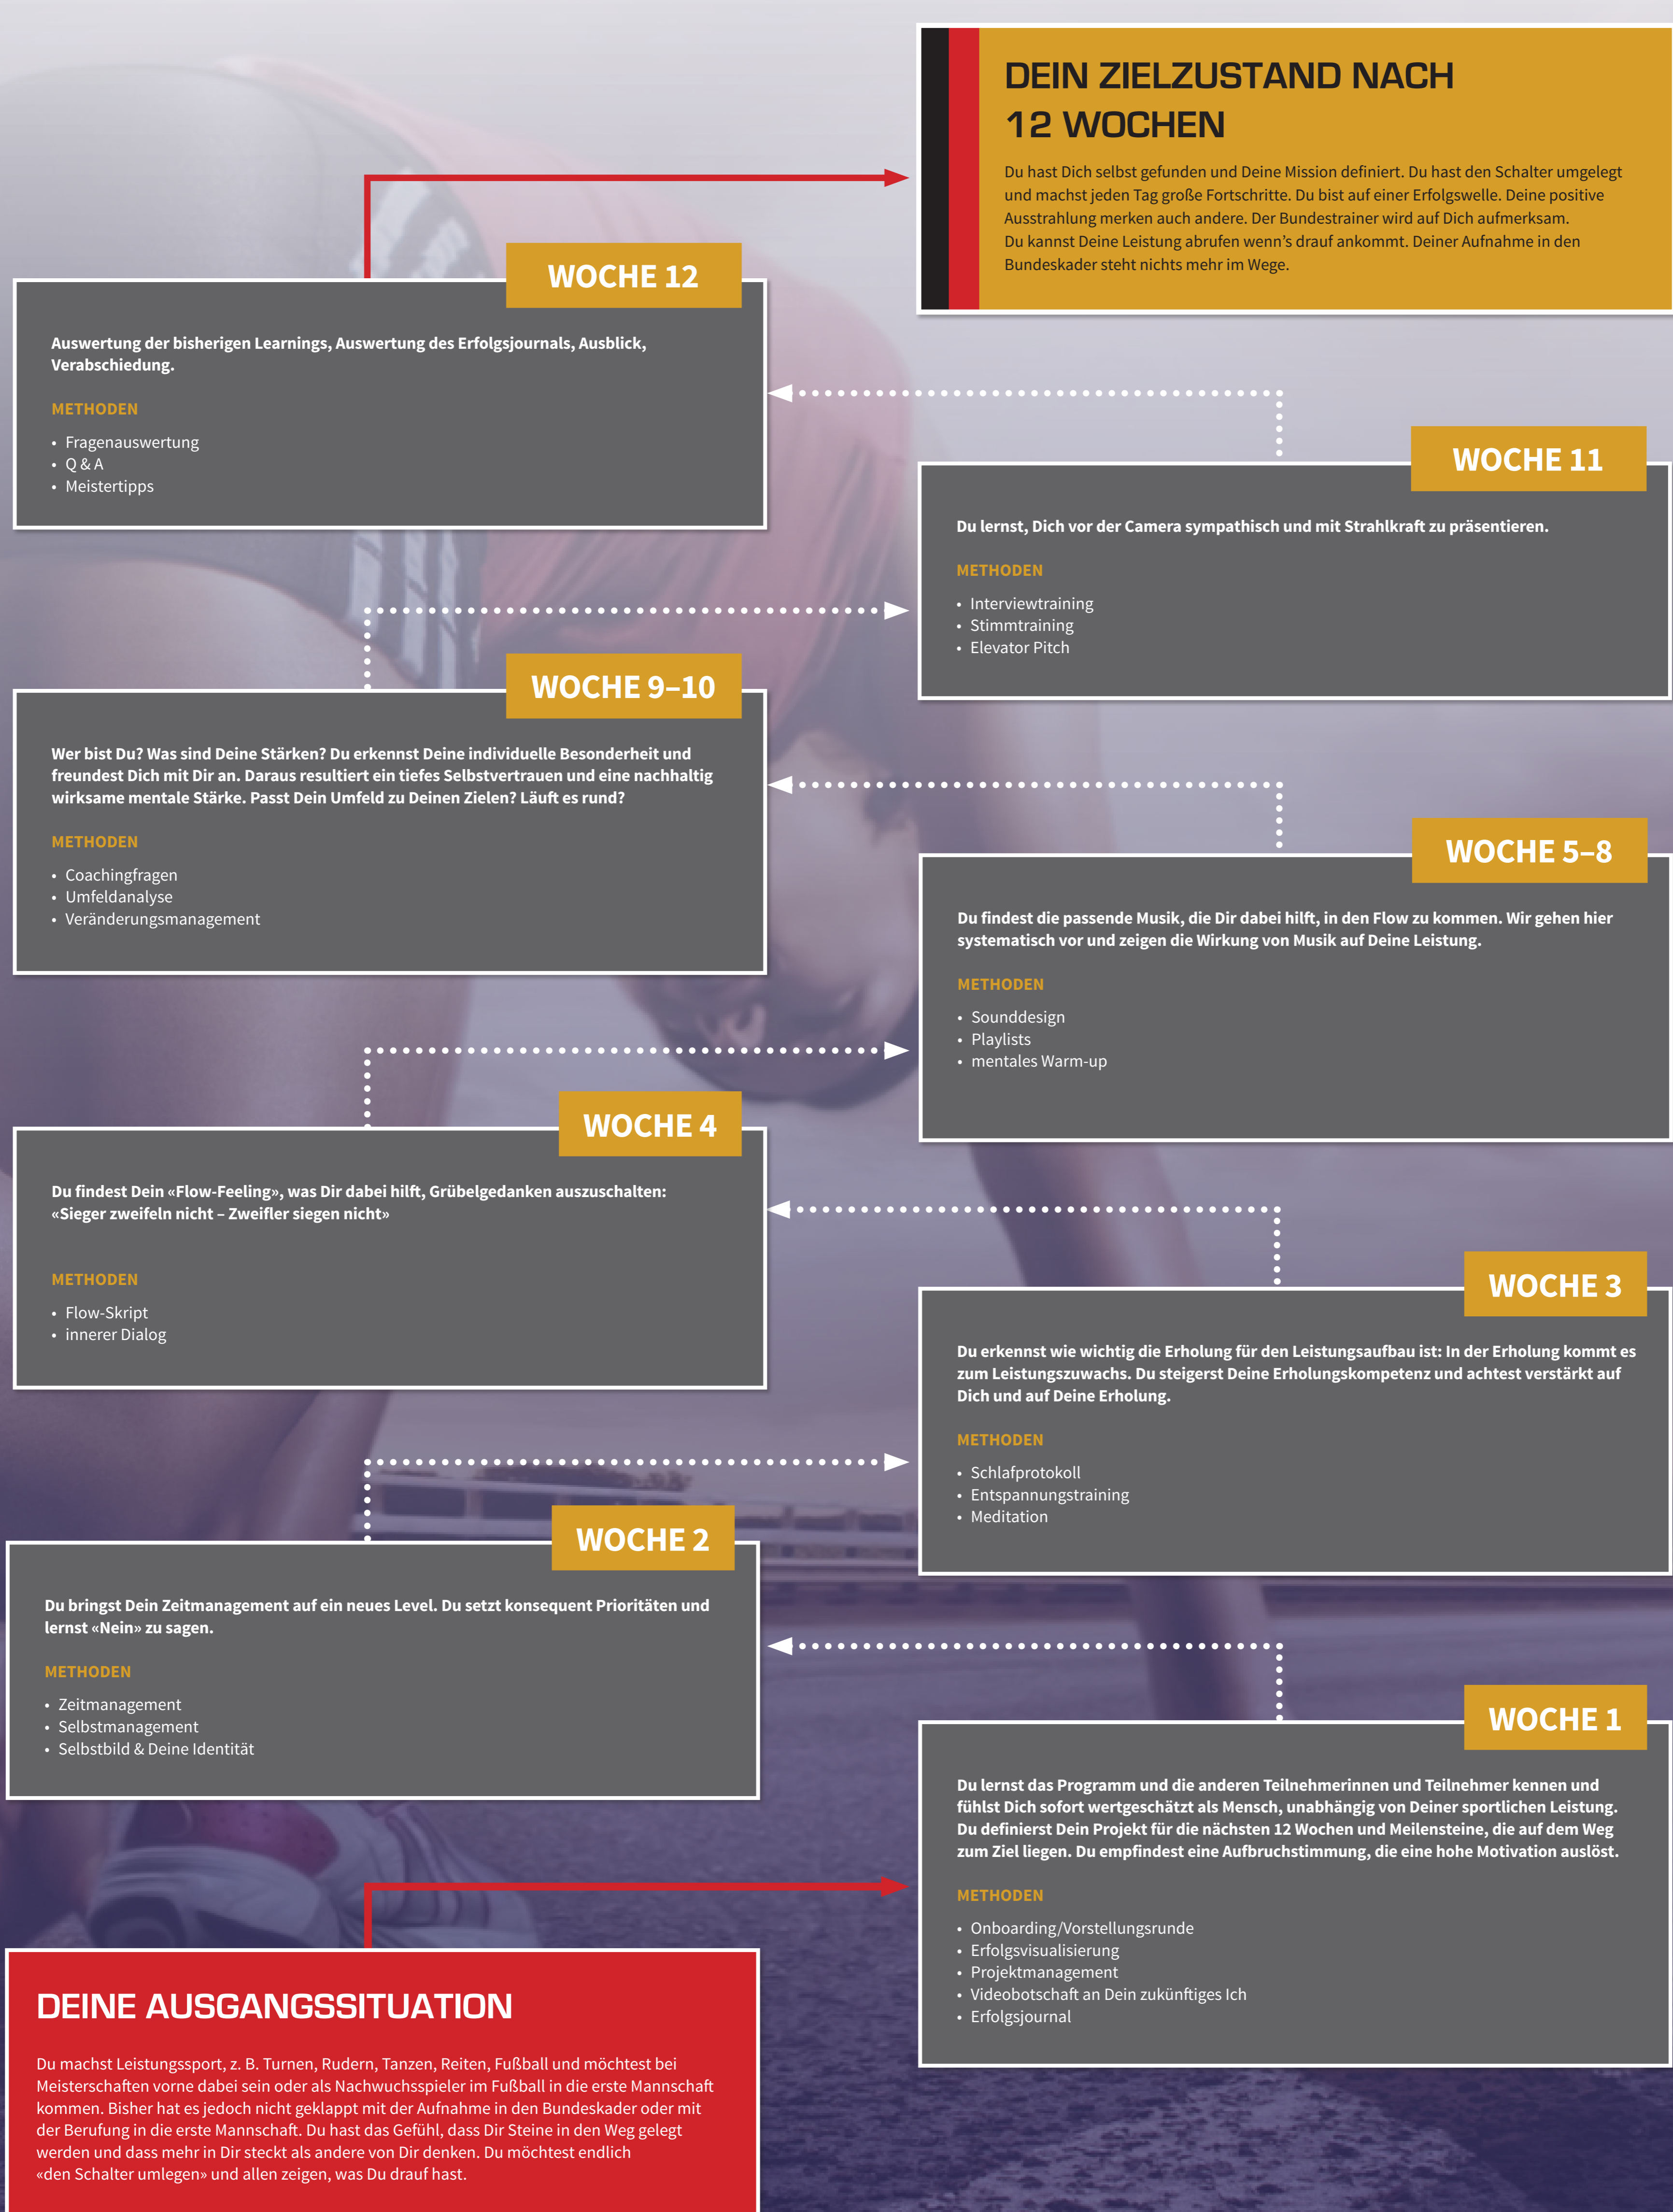 DEIN ZIELZUSTAND NACH
12 WOCHEN
Du hast Dich selbst gefunden und Deine Mission definiert. Du hast den Schalter umgelegt
und machst jeden Tag große Fortschritte. Du bist auf einer Erfolgswelle. Deine positive
Ausstrahlung merken auch andere. Der Bundestrainer wird auf Dich aufmerksam.
Du kannst Deine Leistung abrufen wenn’s drauf ankommt. Deiner Aufnahme in den
Bundeskader steht nichts mehr im Wege.
WOCHE 12
Auswertung der bisherigen Learnings, Auswertung des Erfolgsjournals, Ausblick,
Verabschiedung.
METHODEN
• Fragenauswertung
• Q & A
• Meistertipps
WOCHE 11
Du lernst, Dich vor der Camera sympathisch und mit Strahlkraft zu präsentieren.
METHODEN
• Interviewtraining
• Stimmtraining
• Elevator Pitch
WOCHE 9–10
Wer bist Du? Was sind Deine Stärken? Du erkennst Deine individuelle Besonderheit und
freundest Dich mit Dir an. Daraus resultiert ein tiefes Selbstvertrauen und eine nachhaltig
wirksame mentale Stärke. Passt Dein Umfeld zu Deinen Zielen? Läuft es rund?
METHODEN
• Coachingfragen
• Umfeldanalyse
• Veränderungsmanagement
WOCHE 5–8
Du findest die passende Musik, die Dir dabei hilft, in den Flow zu kommen. Wir gehen hier
systematisch vor und zeigen die Wirkung von Musik auf Deine Leistung.
METHODEN
• Sounddesign
• Playlists
• mentales Warm-up
WOCHE 4
Du findest Dein «Flow-Feeling», was Dir dabei hilft, Grübelgedanken auszuschalten:
«Sieger zweifeln nicht – Zweifler siegen nicht»
METHODEN
• Flow-Skript
• innerer Dialog
WOCHE 3
Du erkennst wie wichtig die Erholung für den Leistungsaufbau ist: In der Erholung kommt es
zum Leistungszuwachs. Du steigerst Deine Erholungskompetenz und achtest verstärkt auf
Dich und auf Deine Erholung.
METHODEN
• Schlafprotokoll
• Entspannungstraining
• Meditation
WOCHE 2
Du bringst Dein Zeitmanagement auf ein neues Level. Du setzt konsequent Prioritäten und
lernst «Nein» zu sagen.
METHODEN
• Zeitmanagement
• Selbstmanagement
• Selbstbild & Deine Identität
WOCHE 1
Du lernst das Programm und die anderen Teilnehmerinnen und Teilnehmer kennen und
fühlst Dich sofort wertgeschätzt als Mensch, unabhängig von Deiner sportlichen Leistung.
Du definierst Dein Projekt für die nächsten 12 Wochen und Meilensteine, die auf dem Weg
zum Ziel liegen. Du empfindest eine Aufbruchstimmung, die eine hohe Motivation auslöst.
METHODEN
• Onboarding/Vorstellungsrunde
• Erfolgsvisualisierung
• Projektmanagement
• Videobotschaft an Dein zukünftiges Ich
• Erfolgsjournal
DEINE AUSGANGSSITUATION
Du machst Leistungssport, z. B. Turnen, Rudern, Tanzen, Reiten, Fußball und möchtest bei
Meisterschaften vorne dabei sein oder als Nachwuchsspieler im Fußball in die erste Mannschaft
kommen. Bisher hat es jedoch nicht geklappt mit der Aufnahme in den Bundeskader oder mit
der Berufung in die erste Mannschaft. Du hast das Gefühl, dass Dir Steine in den Weg gelegt
werden und dass mehr in Dir steckt als andere von Dir denken. Du möchtest endlich
«den Schalter umlegen» und allen zeigen, was Du drauf hast.